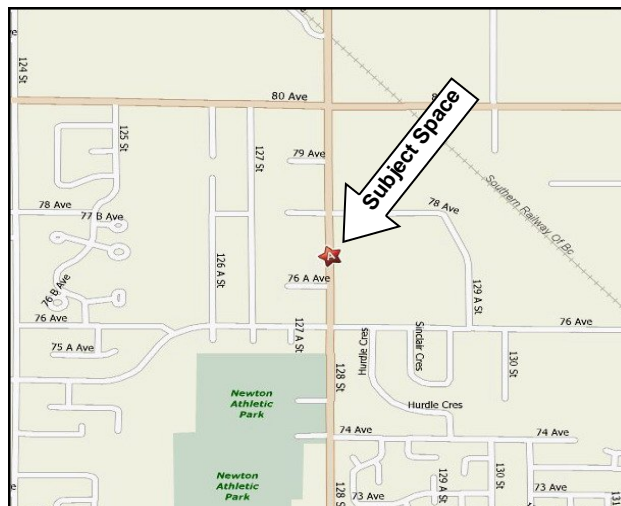 124 St
80 Ave
8
125 St
127 St
79 Ave
Subject Space
78 Ave
77 B Ave
78 Ave
Southern Railway Of Bc
126 A St
A
76 B Ave
76 A Ave
129 A St
76 Ave
127 A St
76 Ave
75 A Ave
Hurdle Cres
Sinclair Cres
130 St
128 St
Newton
Athletic
Park
Hurdle Cres
74 Ave
74 Ave
Newton
Athletic
Park
128 S
73 Ave
129 A St
130 St
73 Ave
131